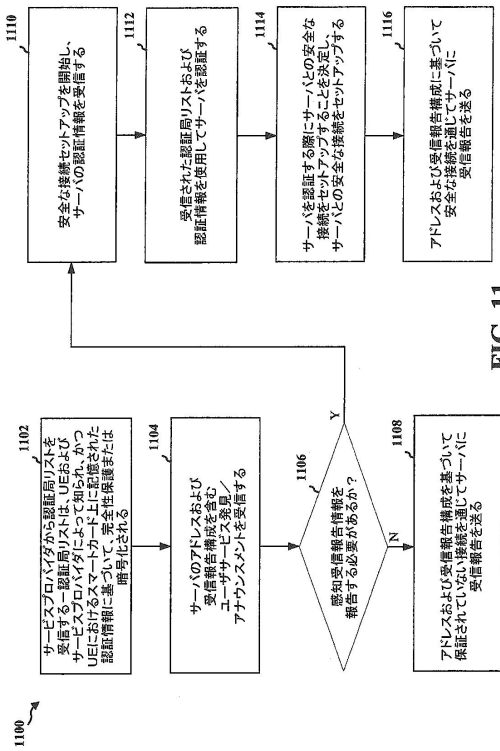 1100
1102
サービスプロバイダから認証局リストを
受信する－認証局リストは、UEおよび
サービスプロバイダによって知られ、かつ
UEにおけるスマートカード上に記憶された
認証情報に基づいて、完全性保護または
暗号化される
1104
サーバのアドレスおよび
受信報告構成を含む
ユーザサービス発見／
アナウンスメントを受信する
1106
感知受信報告情報を
報告する必要があるか？
Y
N
1108
アドレスおよび受信報告構成を基づいて
保証されていない接続を通じてサーバに
受信報告を送る
1110
安全な接続セットアップを開始し、
サーバの認証情報を受信する
1112
受信された認証局リストおよび
認証情報を使用してサーバを認証する
1114
サーバを認証する際にサーバとの安全な
接続をセットアップすることを決定し、
サーバとの安全な接続をセットアップする
1116
アドレスおよび受信報告構成に基づいて
安全な接続を通じてサーバに
受信報告を送る
FIG. 11